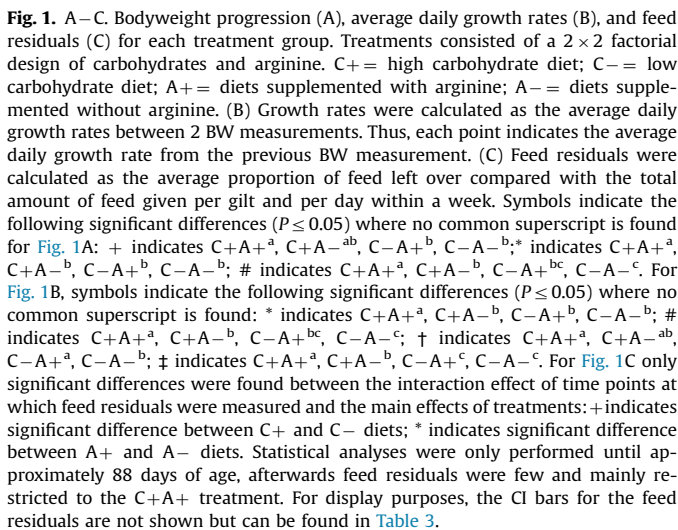 Fig. 1. A−C. Bodyweight progression (A), average daily growth rates (B), and feed
residuals (C) for each treatment group. Treatments consisted of a 2 × 2 factorial
design of carbohydrates and arginine. C+ = high carbohydrate diet; C− = low
carbohydrate diet; A+ = diets supplemented with arginine; A− = diets supple-
mented without arginine. (B) Growth rates were calculated as the average daily
growth rates between 2 BW measurements. Thus, each point indicates the average
daily growth rate from the previous BW measurement. (C) Feed residuals were
calculated as the average proportion of feed left over compared with the total
amount of feed given per gilt and per day within a week. Symbols indicate the
following significant differences (P ≤ 0.05) where no common superscript is found
for Fig. 1A: + indicates C+A+ᵃ, C+A−ᵃᵇ, C−A+ᵇ, C−A−ᵇ;* indicates C+A+ᵃ,
C+A−ᵇ, C−A+ᵇ, C−A−ᵇ; # indicates C+A+ᵃ, C+A−ᵇ, C−A+ᵇᶜ, C−A−ᶜ. For
Fig. 1B, symbols indicate the following significant differences (P ≤ 0.05) where no
common superscript is found: * indicates C+A+ᵃ, C+A−ᵇ, C−A+ᵇ, C−A−ᵇ; #
indicates C+A+ᵃ, C+A−ᵇ, C−A+ᵇᶜ, C−A−ᶜ; † indicates C+A+ᵃ, C+A−ᵃᵇ,
C−A+ᵃ, C−A−ᵇ; ‡ indicates C+A+ᵃ, C+A−ᵇ, C−A+ᶜ, C−A−ᶜ. For Fig. 1C only
significant differences were found between the interaction effect of time points at
which feed residuals were measured and the main effects of treatments: + indicates
significant difference between C+ and C− diets; * indicates significant difference
between A+ and A− diets. Statistical analyses were only performed until ap-
proximately 88 days of age, afterwards feed residuals were few and mainly re-
stricted to the C+A+ treatment. For display purposes, the CI bars for the feed
residuals are not shown but can be found in Table 3.